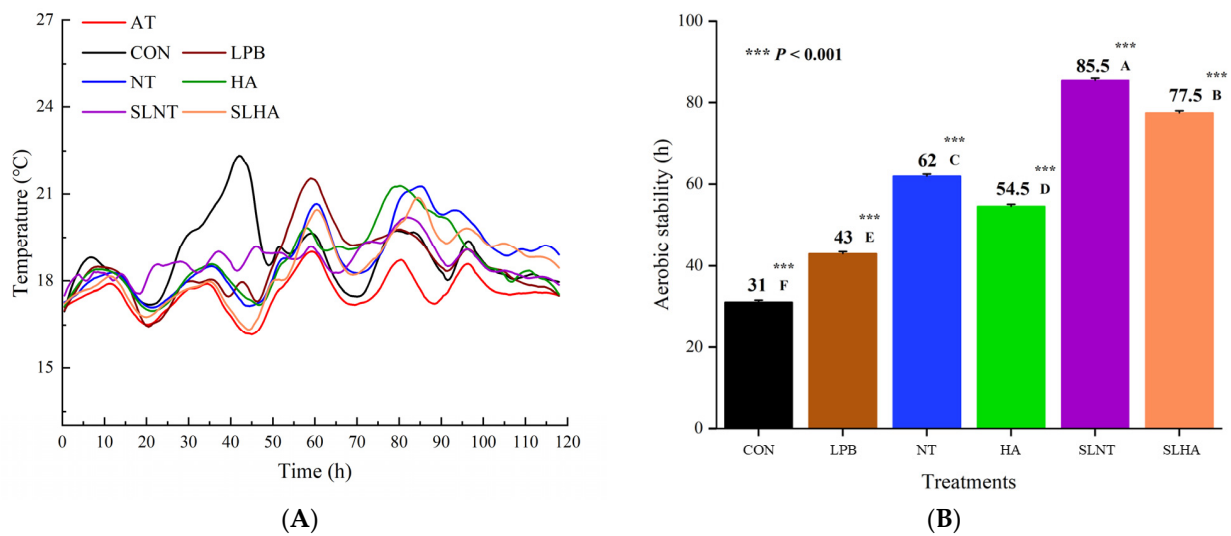 27
24
21
18
15
Temperature (℃)
AT
CON LPB
NT HA
SLNT SLHA
0 10 20 30 40 50 60 70 80 90 100 110 120
Time (h)
(A)
100
80
60
40
20
0
Aerobic stability (h)
*** P < 0.001
31 *** F
43 *** E
62 *** C
54.5 *** D
85.5 *** A
77.5 *** B
CON LPB NT HA SLNT SLHA
Treatments
(B)